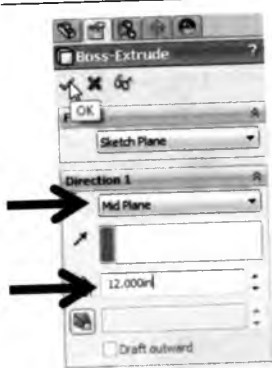 Boss-Extrude ?
OK
Sketch Plane
Direction 1
Mid Plane
12.000in
Draft outward